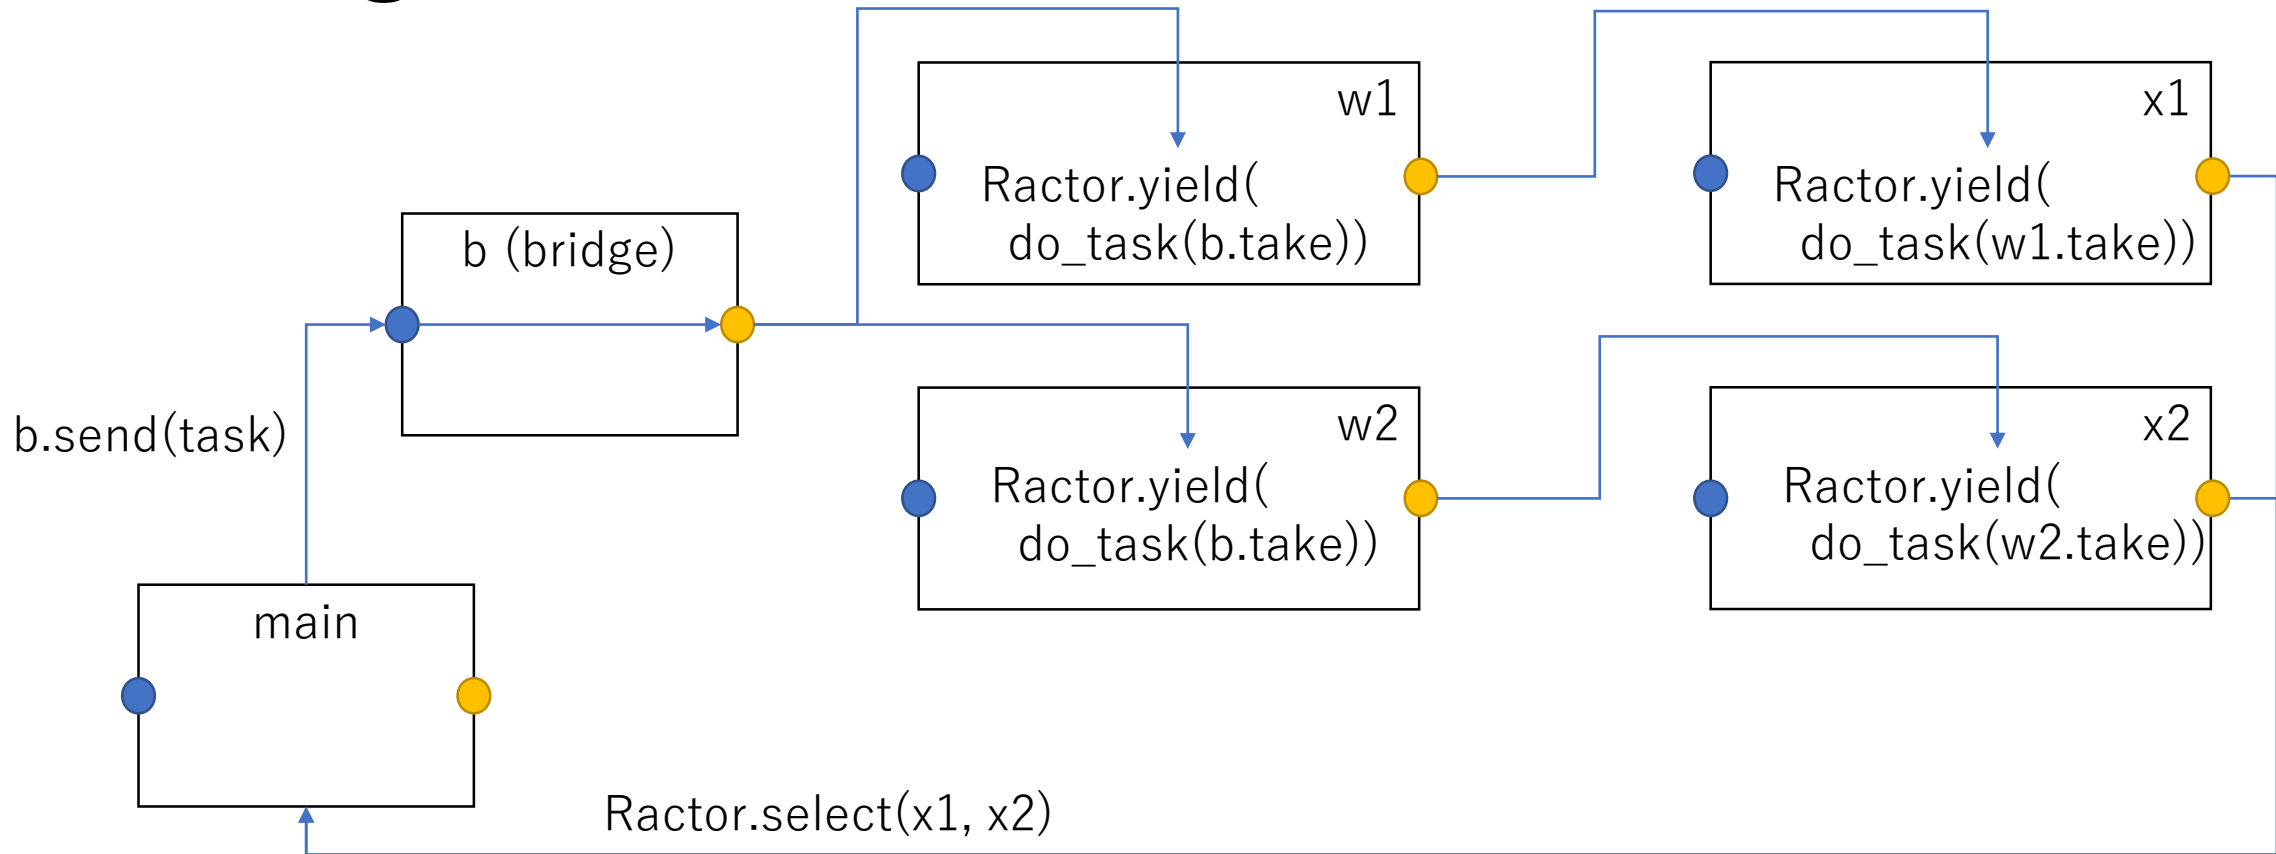 w1
Ractor.yield(
do_task(b.take))
x1
Ractor.yield(
do_task(w1.take))
b (bridge)
b.send(task)
w2
Ractor.yield(
do_task(b.take))
x2
Ractor.yield(
do_task(w2.take))
main
Ractor.select(x1, x2)